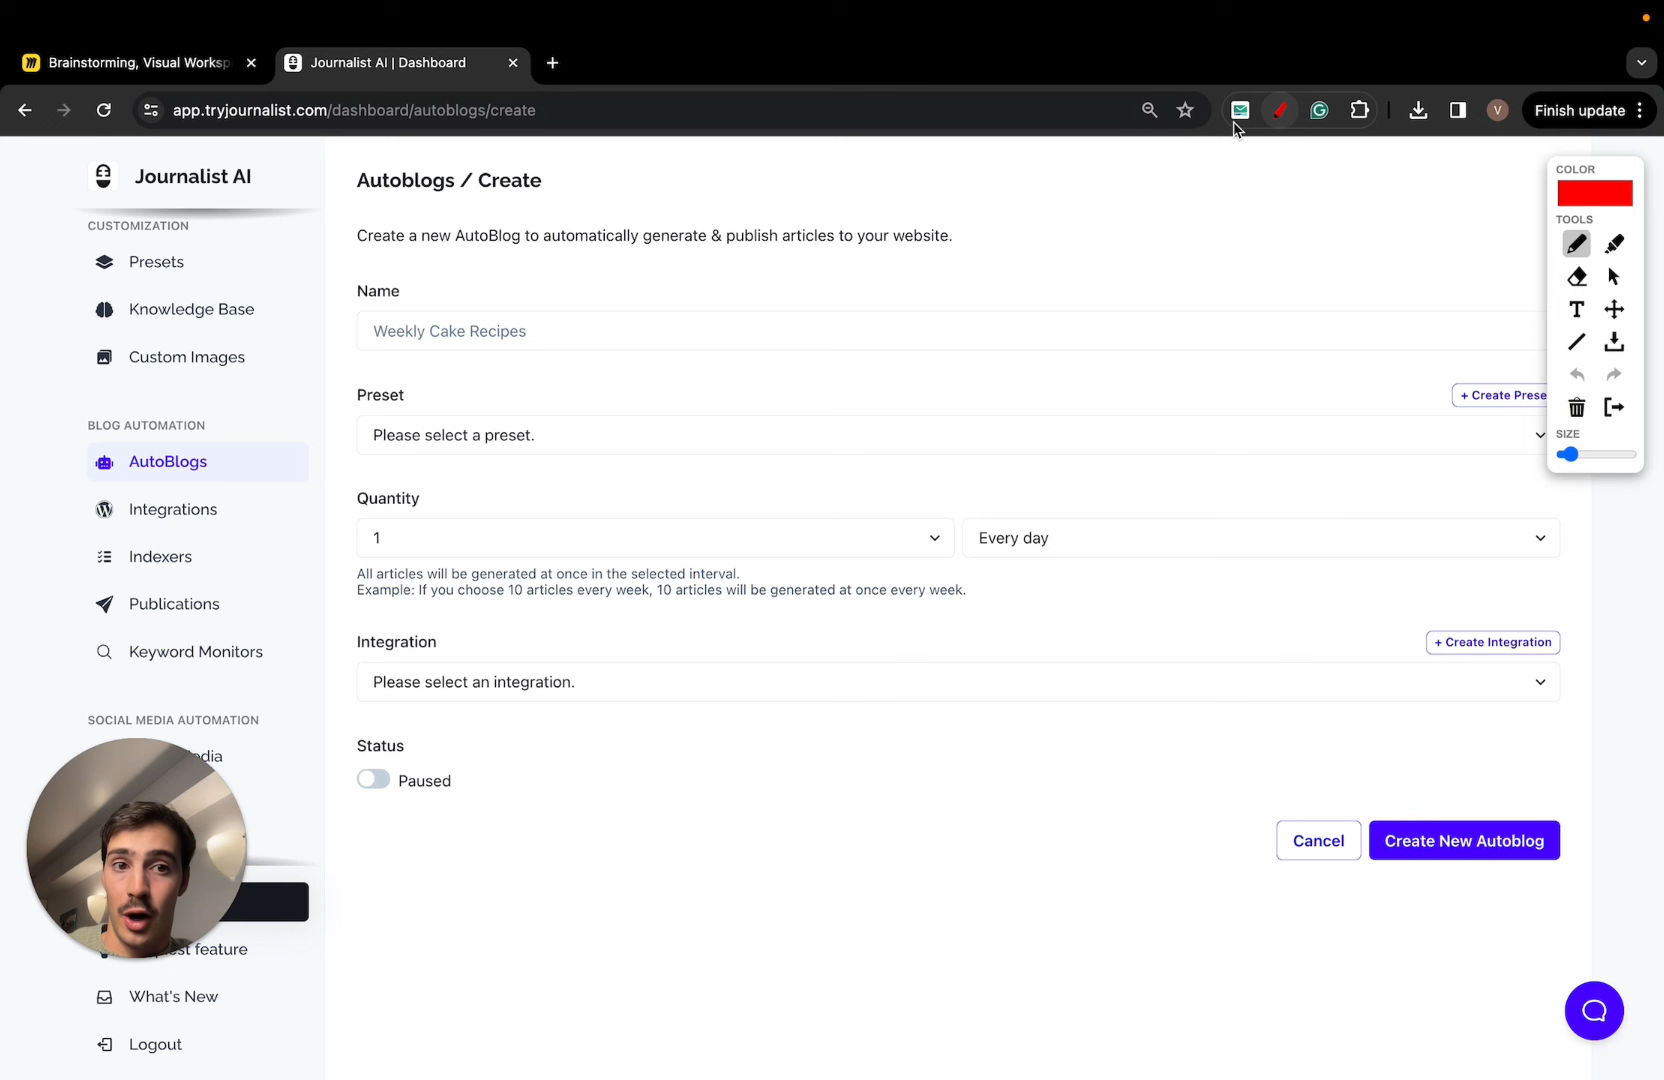 Brainstorming, Visual Worksp
Journalist AI | Dashboard
app.tryjournalist.com/dashboard/autoblogs/create
V
Finish update
Journalist AI
CUSTOMIZATION
Presets
Knowledge Base
Custom Images
BLOG AUTOMATION
AutoBlogs
Integrations
Indexers
Publications
Keyword Monitors
SOCIAL MEDIA AUTOMATION
feature
What's New
Logout
Autoblogs / Create
Create a new AutoBlog to automatically generate & publish articles to your website.
Name
Weekly Cake Recipes
Preset
+ Create Prese
Please select a preset.
Quantity
1
Every day
All articles will be generated at once in the selected interval.
Example: If you choose 10 articles every week, 10 articles will be generated at once every week.
Integration
+ Create Integration
Please select an integration.
Status
Paused
Cancel
Create New Autoblog
COLOR
TOOLS
SIZE